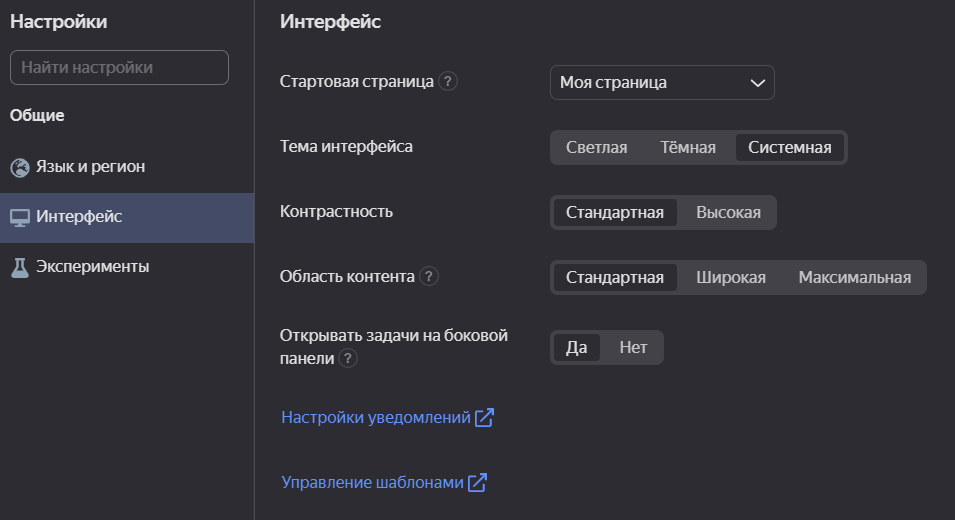 Настройки
Найти настройки
Общие
Язык и регион
Интерфейс
Эксперименты
Интерфейс
Стартовая страница ?
Моя страница
Тема интерфейса
Светлая Тёмная Системная
Контрастность
Стандартная Высокая
Область контента ?
Стандартная Широкая Максимальная
Открывать задачи на боковой
панели ?
Да Нет
Настройки уведомлений
Управление шаблонами